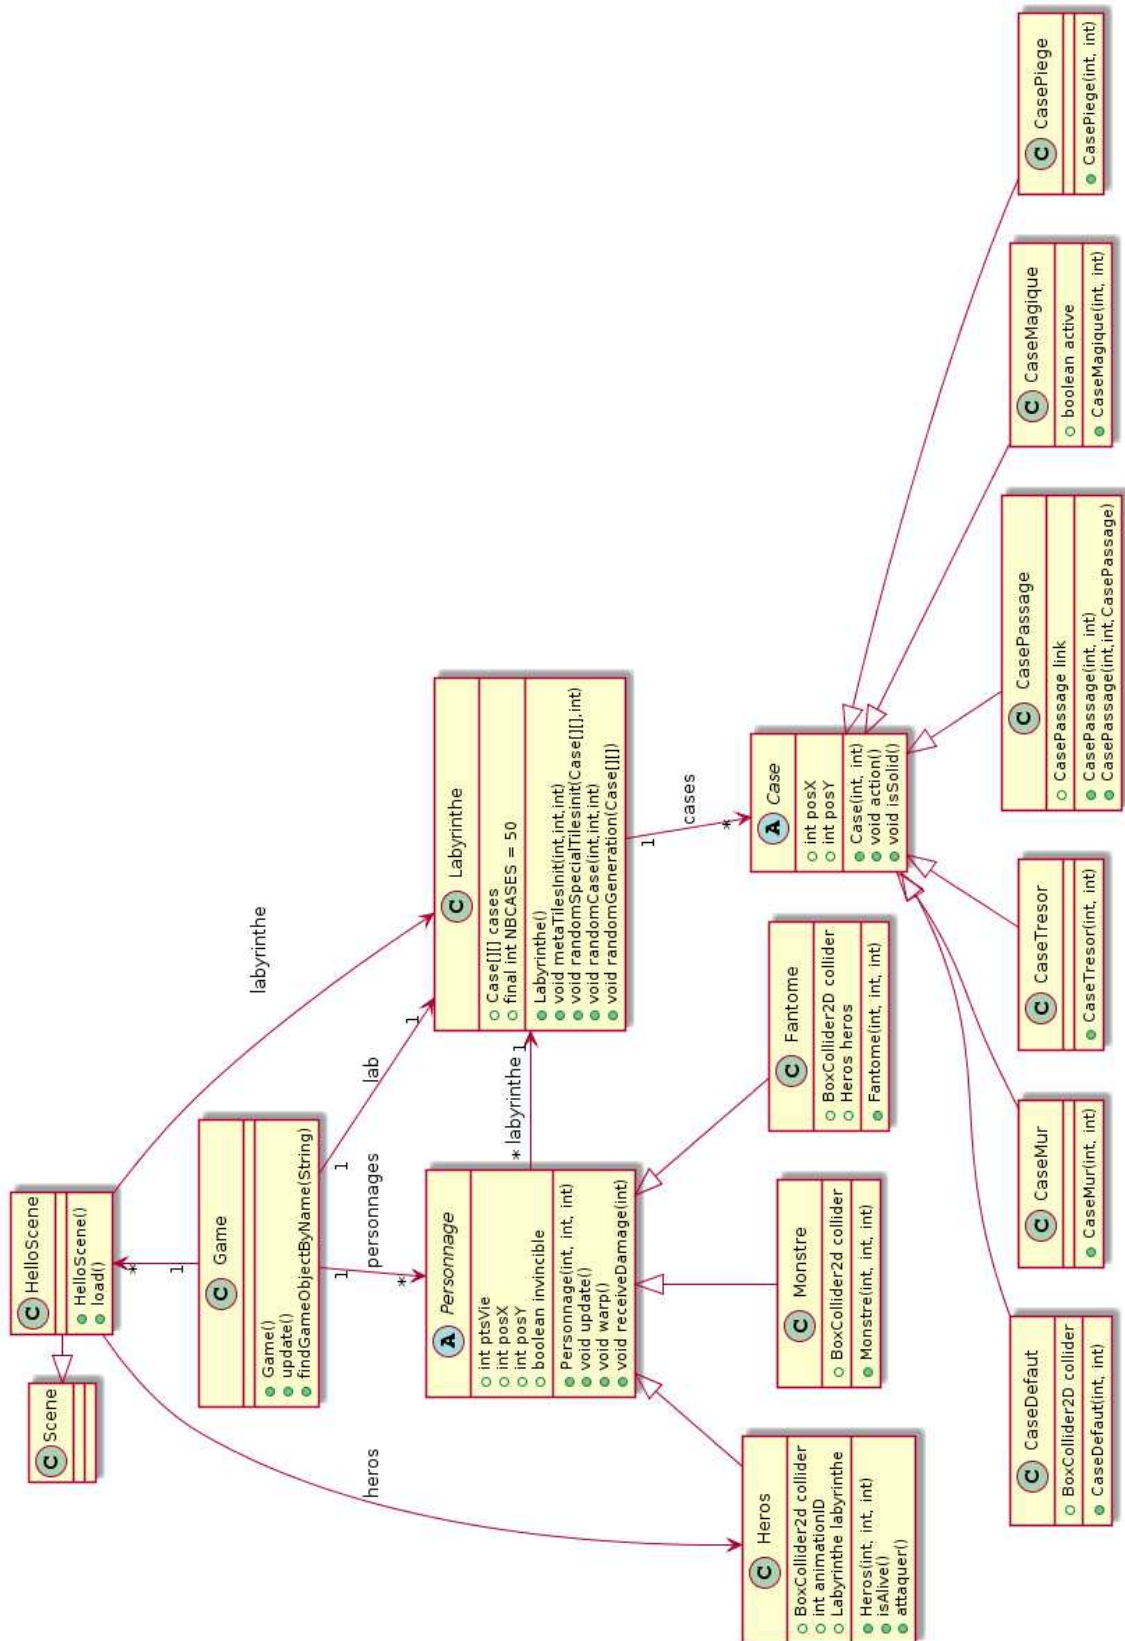 C Scene
C HelloScene
HelloScene()
load()
C Game
Game()
update()
findGameObjectByName(String)
heros
*
1
labyrinthe
1
personnages
*
1
lab
1
A Personnage
int ptsVie
int posX
int posY
boolean invincible
Personnage(int, int, int)
void update()
void warp()
void receiveDamage(int)
* labyrinthe 1
C Labyrinthe
Case[][] cases
final int NBCASES = 50
Labyrinthe()
void metaTilesInit(int,int,int)
void randomSpecialTilesInit(Case[][],int)
void randomCase(int,int,int)
void randomGeneration(Case[][])
1
cases
*
C Heros
BoxCollider2d collider
int animationID
Labyrinthe labyrinthe
Heros(int, int, int)
isAlive()
attaquer()
C Monstre
BoxCollider2d collider
Monstre(int, int, int)
C Fantome
BoxCollider2D collider
Heros heros
Fantome(int, int, int)
A Case
int posX
int posY
Case(int, int)
void action()
void isSolid()
C CaseDefaut
BoxCollider2D collider
CaseDefaut(int, int)
C CaseMur
CaseMur(int, int)
C CaseTresor
CaseTresor(int, int)
C CasePassage
CasePassage link
CasePassage(int, int)
CasePassage(int,int,CasePassage)
C CaseMagique
boolean active
CaseMagique(int, int)
C CasePiege
CasePiege(int, int)